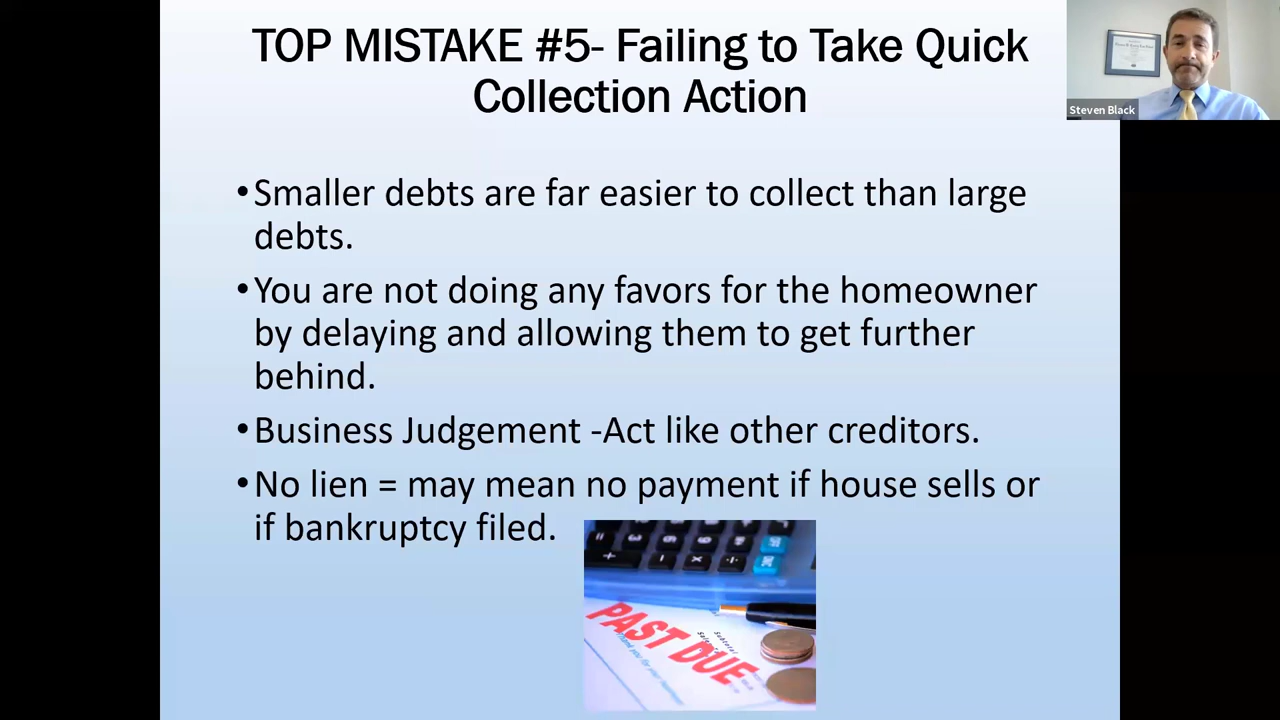 TOP MISTAKE #5- Failing to Take Quick
Collection Action
Steven Black
•Smaller debts are far easier to collect than large
debts.
•You are not doing any favors for the homeowner
by delaying and allowing them to get further
behind.
•Business Judgement -Act like other creditors.
•No lien = may mean no payment if house sells or
if bankruptcy filed.
PAST DUE